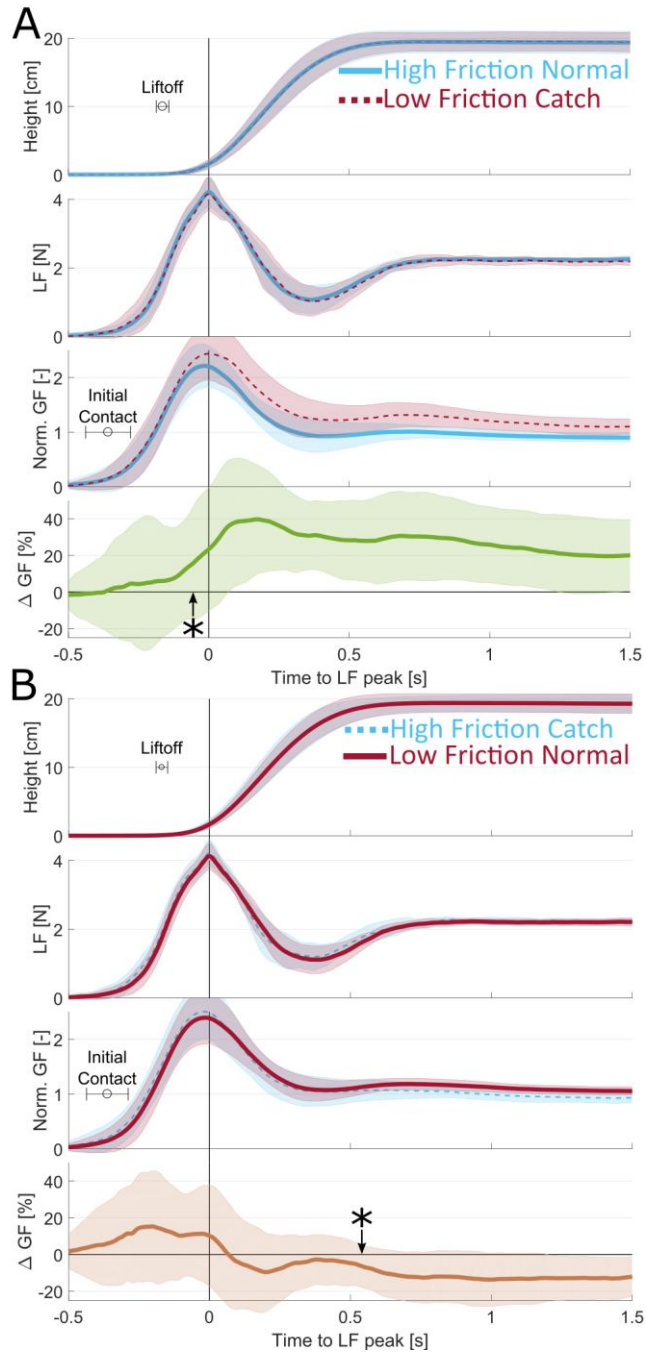 A
Height [cm]
20
10
0
Liftoff
High Friction Normal
Low Friction Catch
LF [N]
4
2
0
Norm. GF [-]
2
1
0
Initial
Contact
Δ GF [%]
40
20
0
-20
*
-0.5 0 0.5 1 1.5
Time to LF peak [s]
B
Height [cm]
20
10
0
Liftoff
High Friction Catch
Low Friction Normal
LF [N]
4
2
0
Norm. GF [-]
2
1
0
Initial
Contact
Δ GF [%]
40
20
0
-20
*
-0.5 0 0.5 1 1.5
Time to LF peak [s]